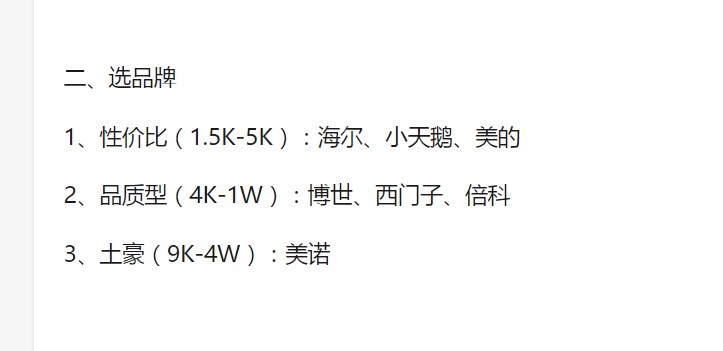 二、选品牌
1、性价比（1.5K-5K）：海尔、小天鹅、美的
2、品质型（4K-1W）：博世、西门子、倍科
3、土豪（9K-4W）：美诺